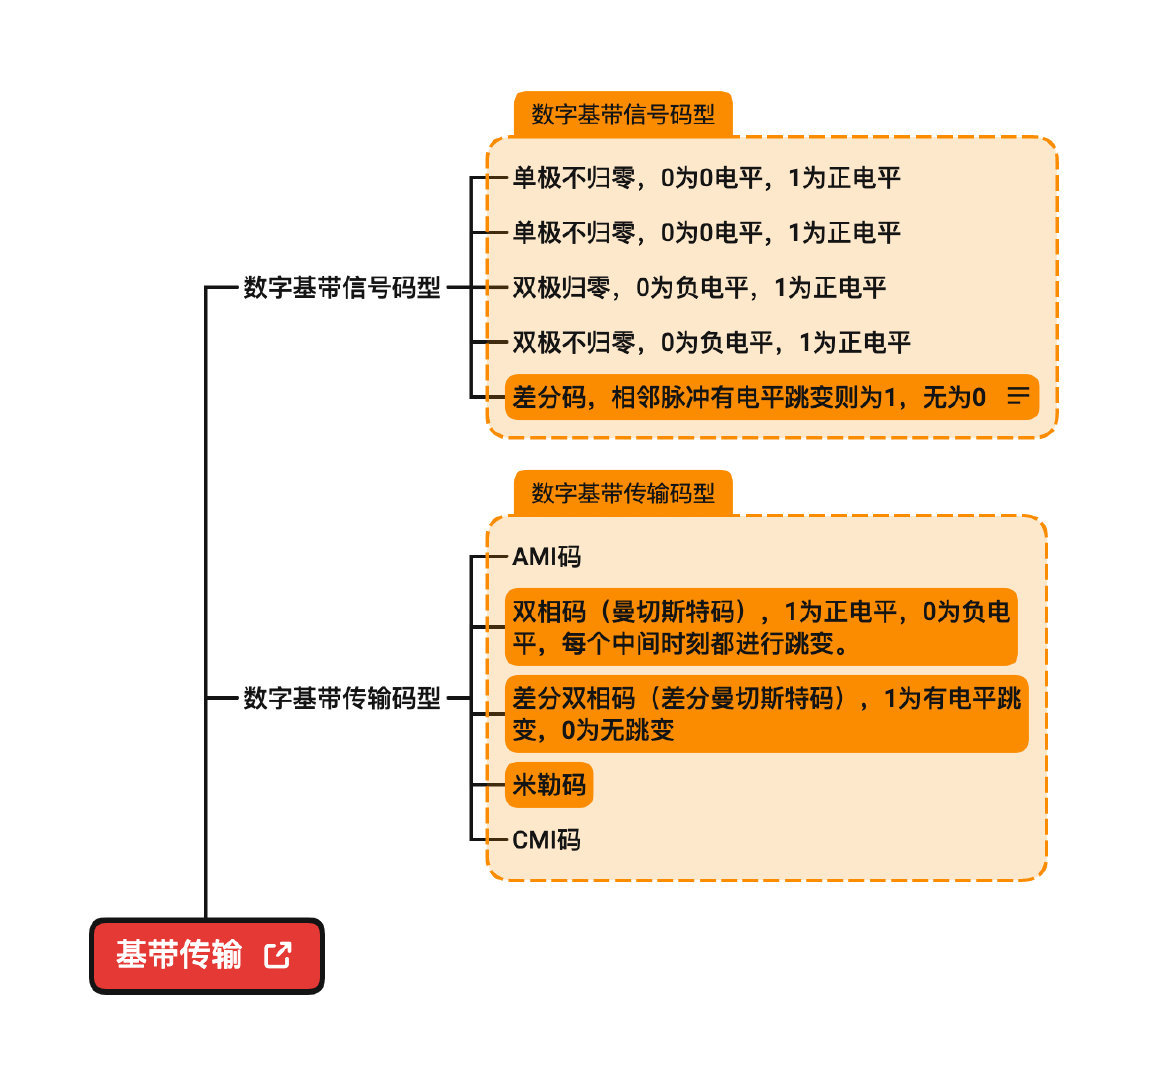 数字基带信号码型
单极不归零，0为0电平，1为正电平
单极不归零，0为0电平，1为正电平
数字基带信号码型
双极归零，0为负电平，1为正电平
双极不归零，0为负电平，1为正电平
差分码，相邻脉冲有电平跳变则为1，无为0
数字基带传输码型
AMI码
双相码（曼切斯特码），1为正电平，0为负电
平，每个中间时刻都进行跳变。
数字基带传输码型
差分双相码（差分曼切斯特码），1为有电平跳
变，0为无跳变
米勒码
CMI码
基带传输